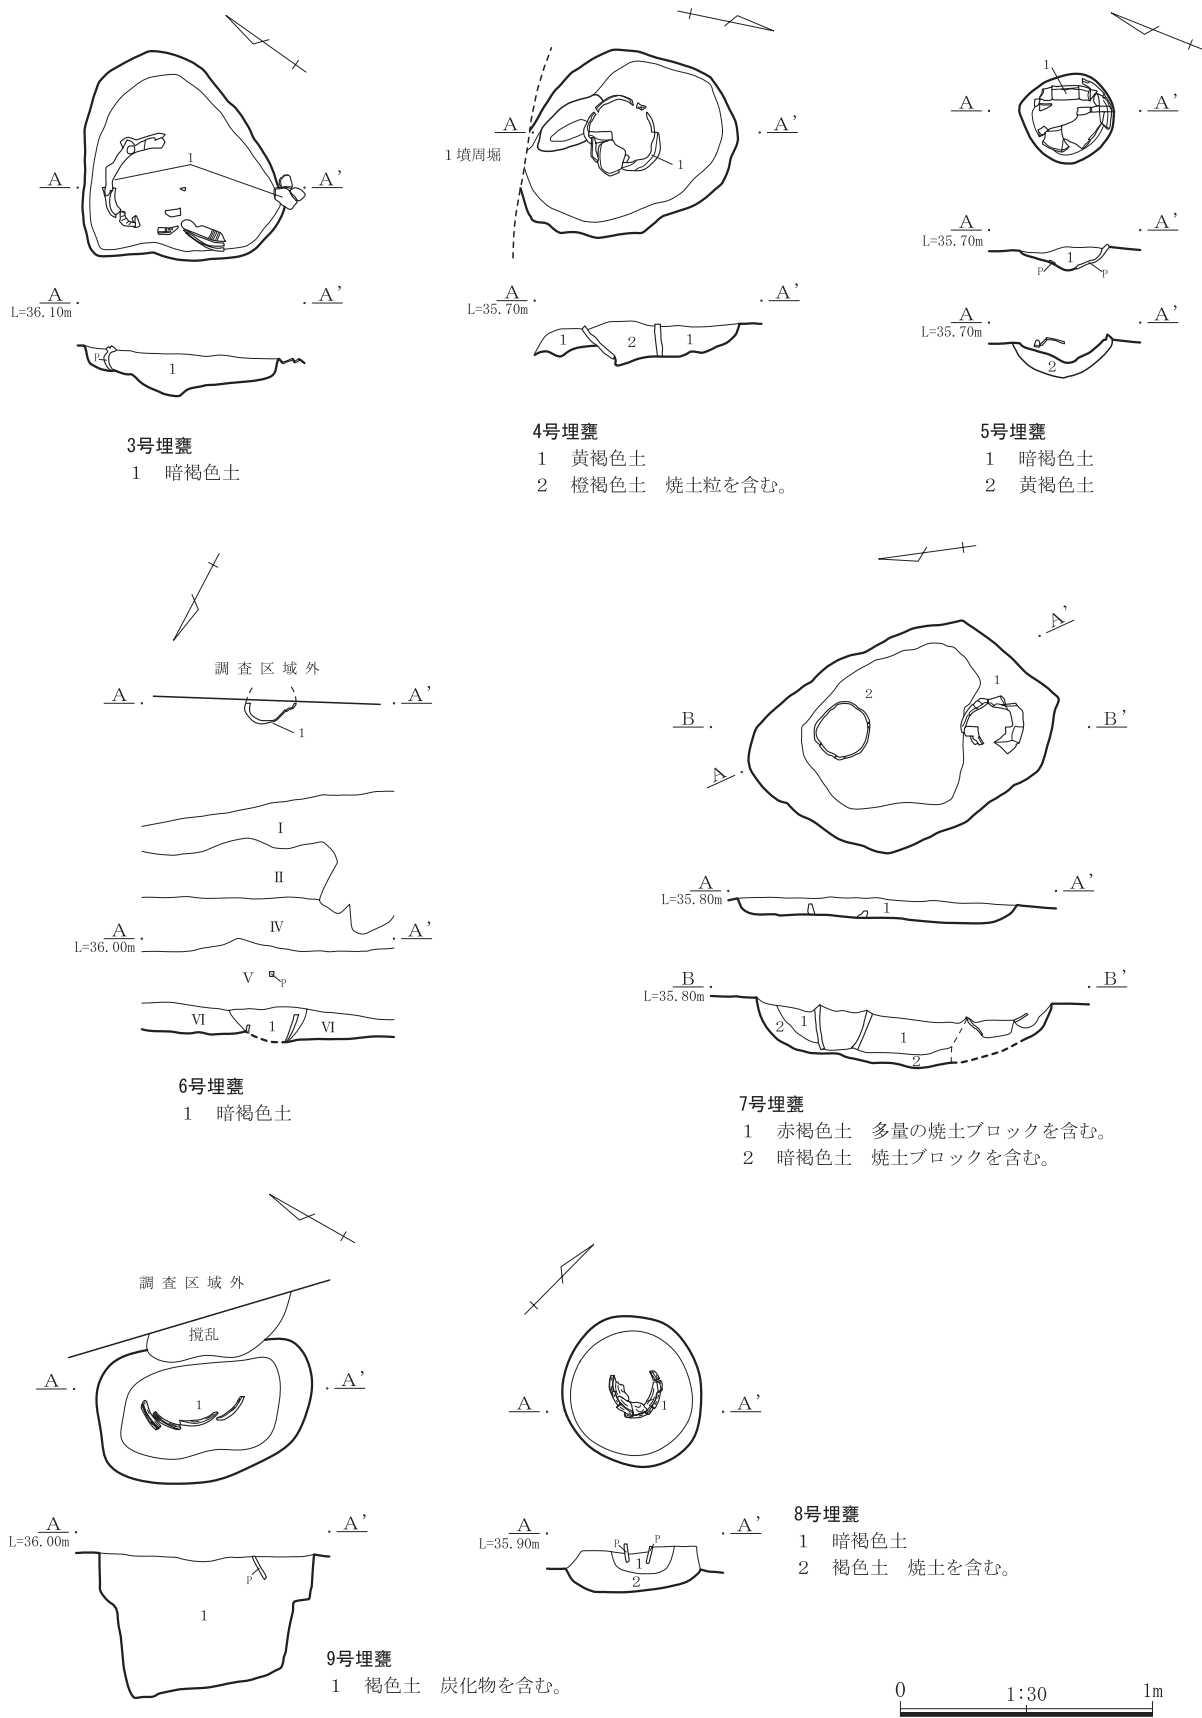 1
A
A'
A
L=36.10m
A'
P
1
3号埋甕
1 暗褐色土
A
A'
1墳周堀
1
A
L=35.70m
A'
1
2
1
4号埋甕
1 黄褐色土
2 橙褐色土 焼土粒を含む。
1
A
A'
A
L=35.70m
A'
1
P
P
A
L=35.70m
A'
2
5号埋甕
1 暗褐色土
2 黄褐色土
調査区域外
A
A'
1
I
II
IV
A
L=36.00m
A'
V
P
VI
1
VI
6号埋甕
1 暗褐色土
A'
1
2
B
B'
A
A
L=35.80m
A'
1
B
L=35.80m
B'
2
1
1
2
7号埋甕
1 赤褐色土 多量の焼土ブロックを含む。
2 暗褐色土 焼土ブロックを含む。
調査区域外
撹乱
A
A'
1
A
L=36.00m
A'
P
1
9号埋甕
1 褐色土 炭化物を含む。
A
A'
1
A
L=35.90m
A'
P
P
1
2
8号埋甕
1 暗褐色土
2 褐色土 焼土を含む。
0
1:30
1m